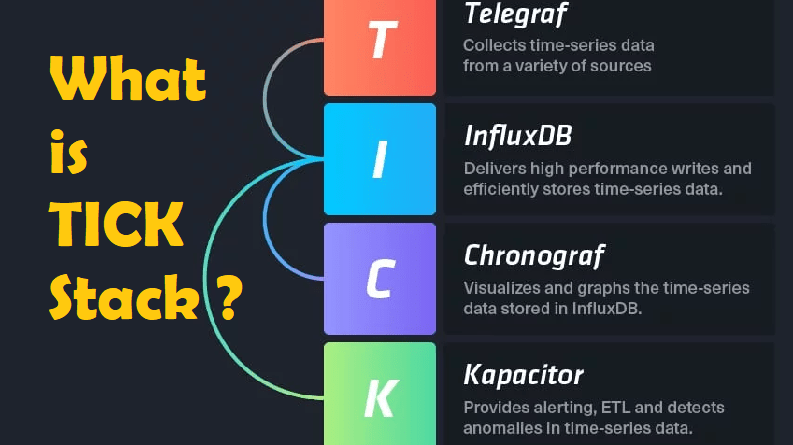 What
is
TICK
Stack ?
T
Telegraf
Collects time-series data
from a variety of sources
I
InfluxDB
Delivers high performance writes and
efficiently stores time-series data.
C
Chronograf
Visualizes and graphs the time-series
data stored in InfluxDB.
K
Kapacitor
Provides alerting, ETL and detects
anomalies in time-series data.